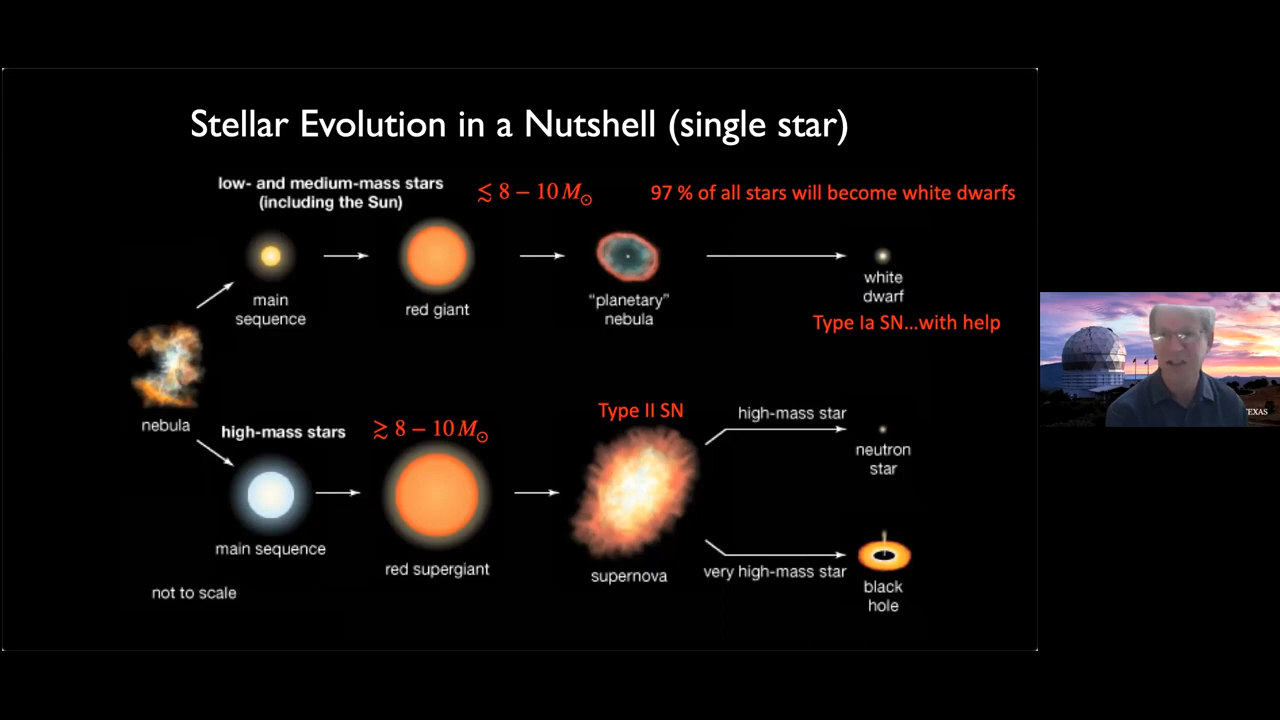 Stellar Evolution in a Nutshell (single star)
low- and medium-mass stars
(including the Sun)
≲ 8 − 10 M⊙
97 % of all stars will become white dwarfs
main
sequence
red giant
“planetary”
nebula
white
dwarf
Type Ia SN...with help
nebula
high-mass stars
≳ 8 − 10 M⊙
Type II SN
high-mass star
neutron
star
main sequence
red supergiant
supernova
very high-mass star
black
hole
not to scale
TEXAS